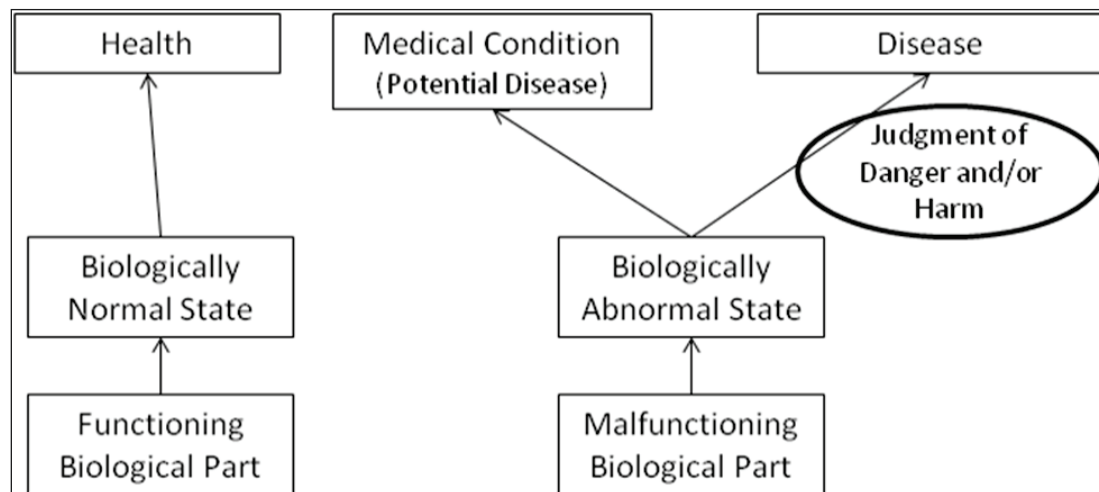 Health
Medical Condition
(Potential Disease)
Disease
Judgment of
Danger and/or
Harm
Biologically
Normal State
Biologically
Abnormal State
Functioning
Biological Part
Malfunctioning
Biological Part